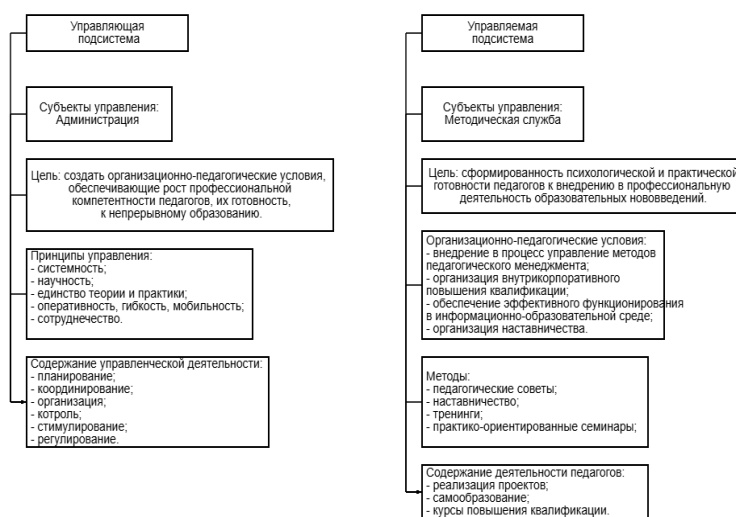 Управляющая
подсистема
Субъекты управления:
Администрация
Цель: создать организационно-педагогические условия,
обеспечивающие рост профессиональной
компетентности педагогов, их готовность,
к непрерывному образованию.
Принципы управления:
- системность;
- научность;
- единство теории и практики;
- оперативность, гибкость, мобильность;
- сотруднечество.
Содержание управленческой деятельности:
- планирование;
- координирование;
- организация;
- котроль;
- стимулирование;
- регулирование.
Управляемая
подсистема
Субъекты управления:
Методическая служба
Цель: сформированность психологической и практической
готовности педагогов к внедрению в профессиональную
деятельность образовательных нововведений.
Организационно-педагогические условия:
- внедрение в процесс управление методов
педагогического менеджмента;
- организация внутрикорпоративного
повышения квалификации;
- обеспечение эффективного функционирования
в информационно-образовательной среде;
- организация наставничества.
Методы:
- педагогические советы;
- наставничество;
- тренинги;
- практико-ориентированные семинары;
Содержание деятельности педагогов:
- реализация проектов;
- самообразование;
- курсы повышения квалификации.